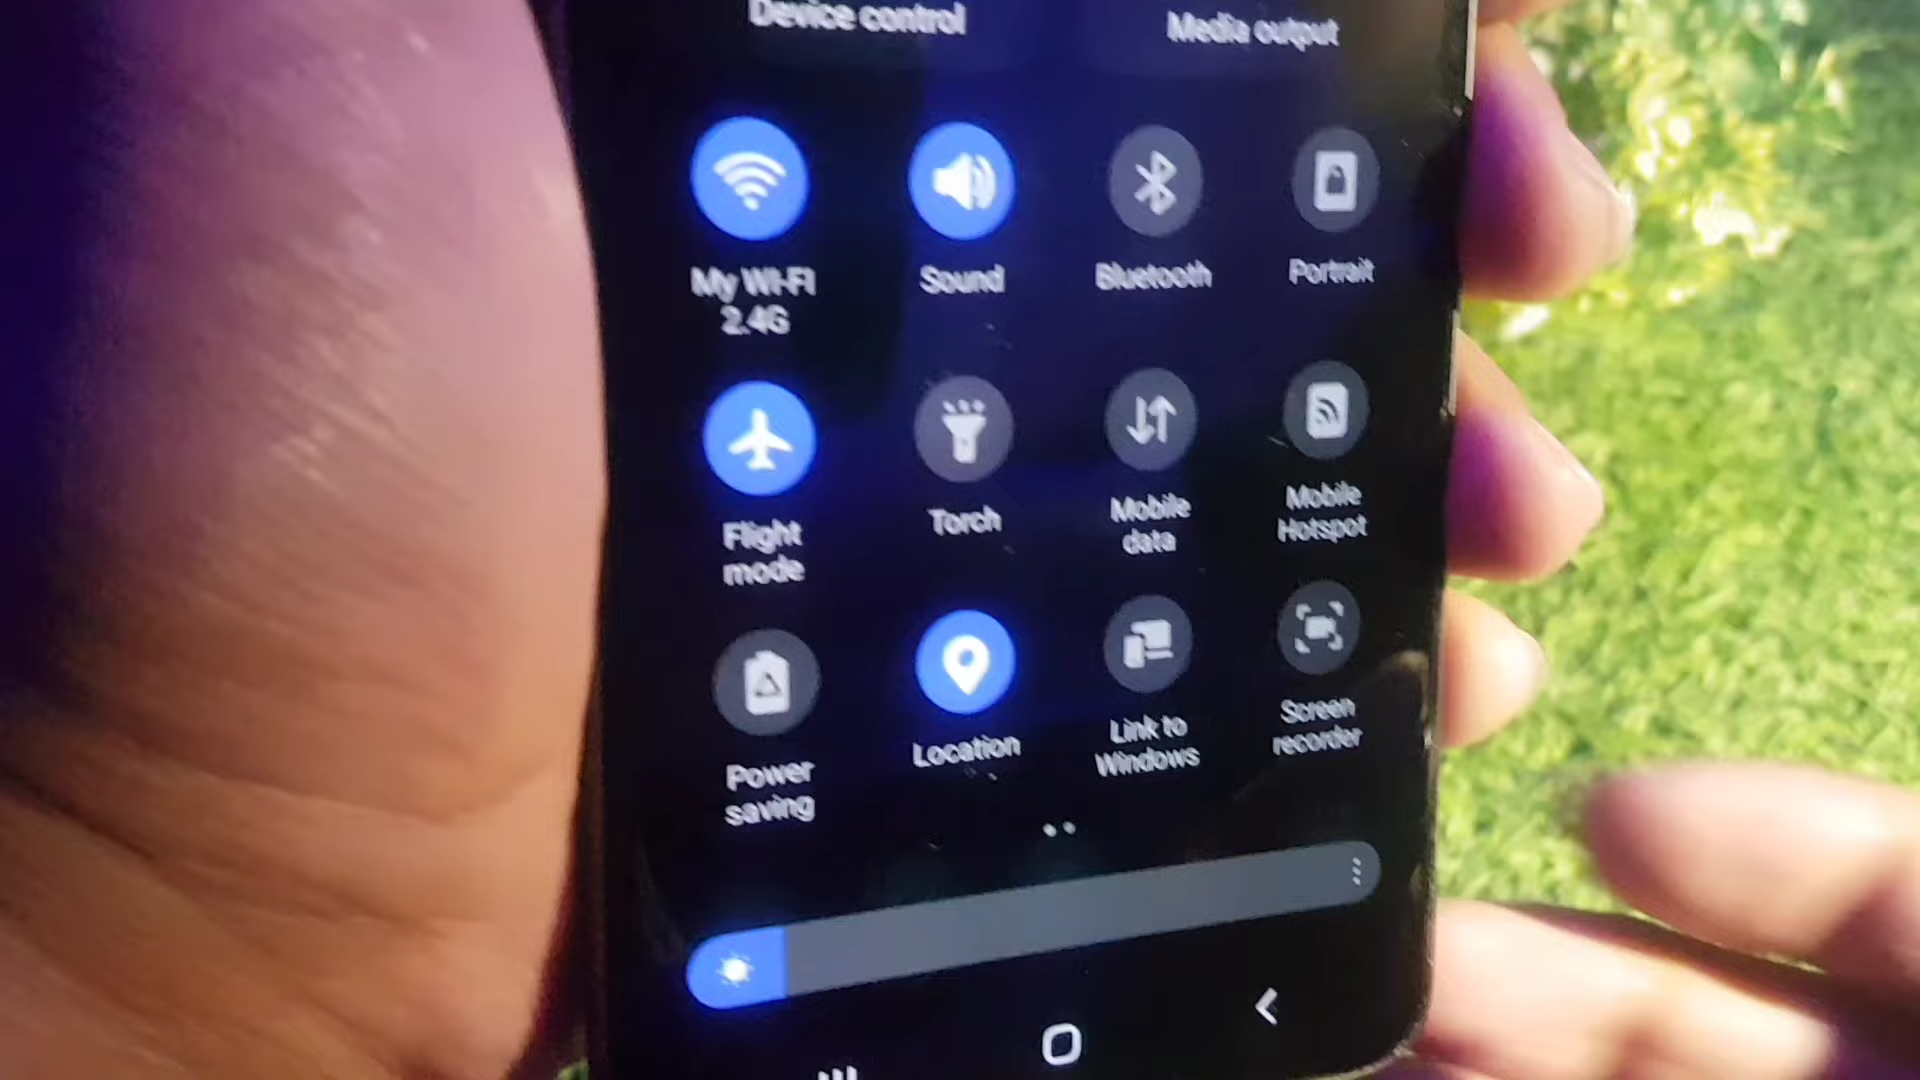 Device control
Media output
My WI-FI
2.4G
Sound
Bluetooth
Portrait
Flight
mode
Torch
Mobile
data
Mobile
Hotspot
Power
saving
Location
Link to
Windows
Screen
recorder